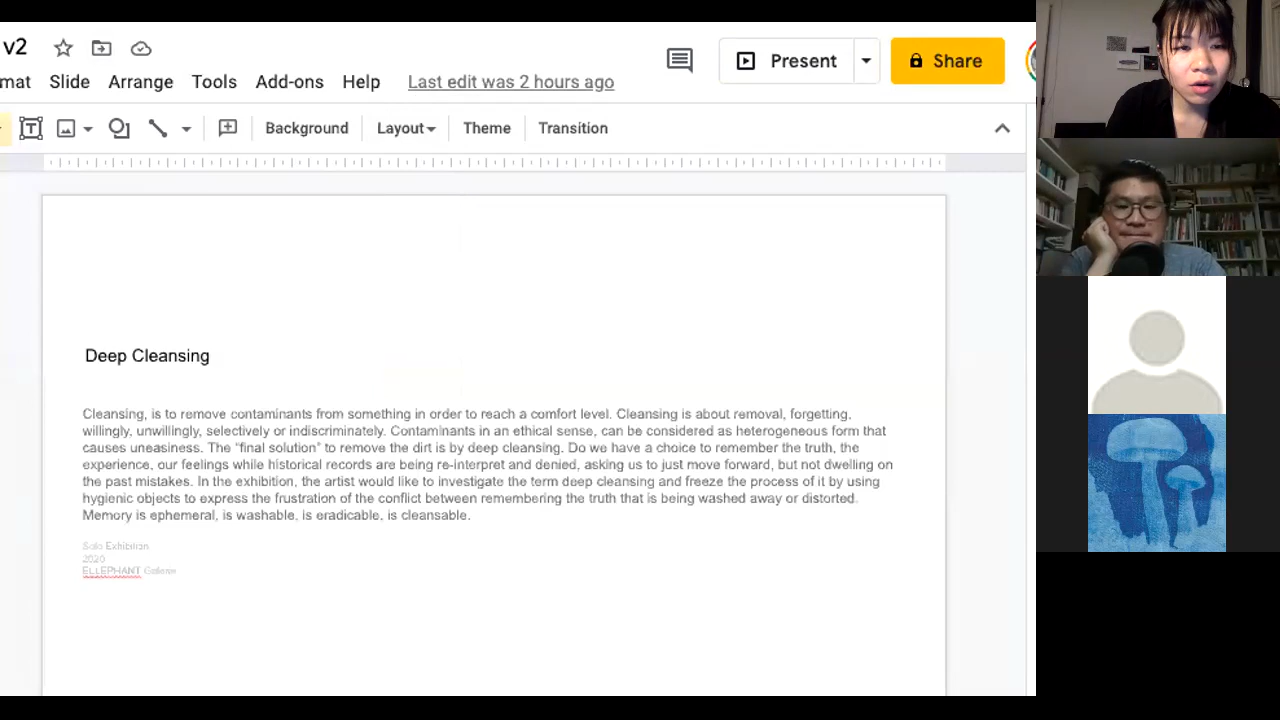 v2
mat Slide Arrange Tools Add-ons Help Last edit was 2 hours ago
Present
Share
Background Layout Theme Transition
Deep Cleansing
Cleansing, is to remove contaminants from something in order to reach a comfort level. Cleansing is about removal, forgetting,
willingly, unwillingly, selectively or indiscriminately. Contaminants in an ethical sense, can be considered as heterogeneous form that
causes uneasiness. The “final solution” to remove the dirt is by deep cleansing. Do we have a choice to remember the truth, the
experience, our feelings while historical records are being re-interpret and denied, asking us to just move forward, but not dwelling on
the past mistakes. In the exhibition, the artist would like to investigate the term deep cleansing and freeze the process of it by using
hygienic objects to express the frustration of the conflict between remembering the truth that is being washed away or distorted.
Memory is ephemeral, is washable, is eradicable, is cleansable.
Solo Exhibition
2020
ELLEPHANT Gallery